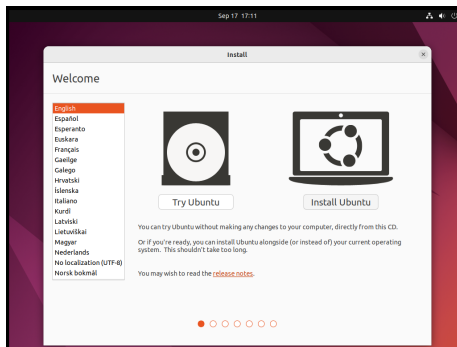 Sep 17 17:11
Install
Welcome
English
Español
Esperanto
Euskara
Français
Gaeilge
Galego
Hrvatski
Íslenska
Italiano
Kurdî
Latviski
Lietuviškai
Magyar
Nederlands
No localization (UTF-8)
Norsk bokmål
Try Ubuntu
Install Ubuntu
You can try Ubuntu without making any changes to your computer, directly from this CD.
Or if you're ready, you can install Ubuntu alongside (or instead of) your current operating
system. This shouldn't take too long.
You may wish to read the release notes.